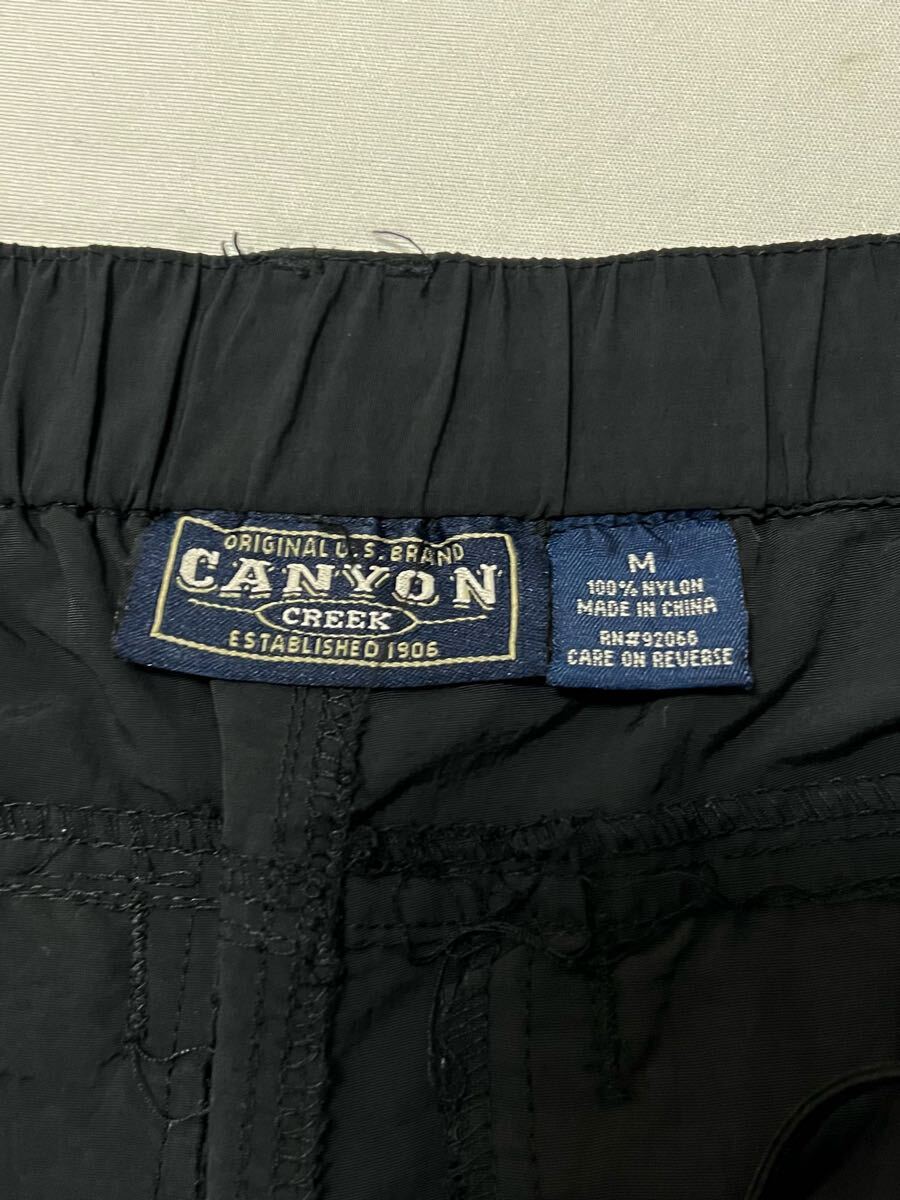 ORIGINAL U.S. BRAND
CANYON
CREEK
ESTABLISHED 1906
M
100% NYLON
MADE IN CHINA
RN#92066
CARE ON REVERSE